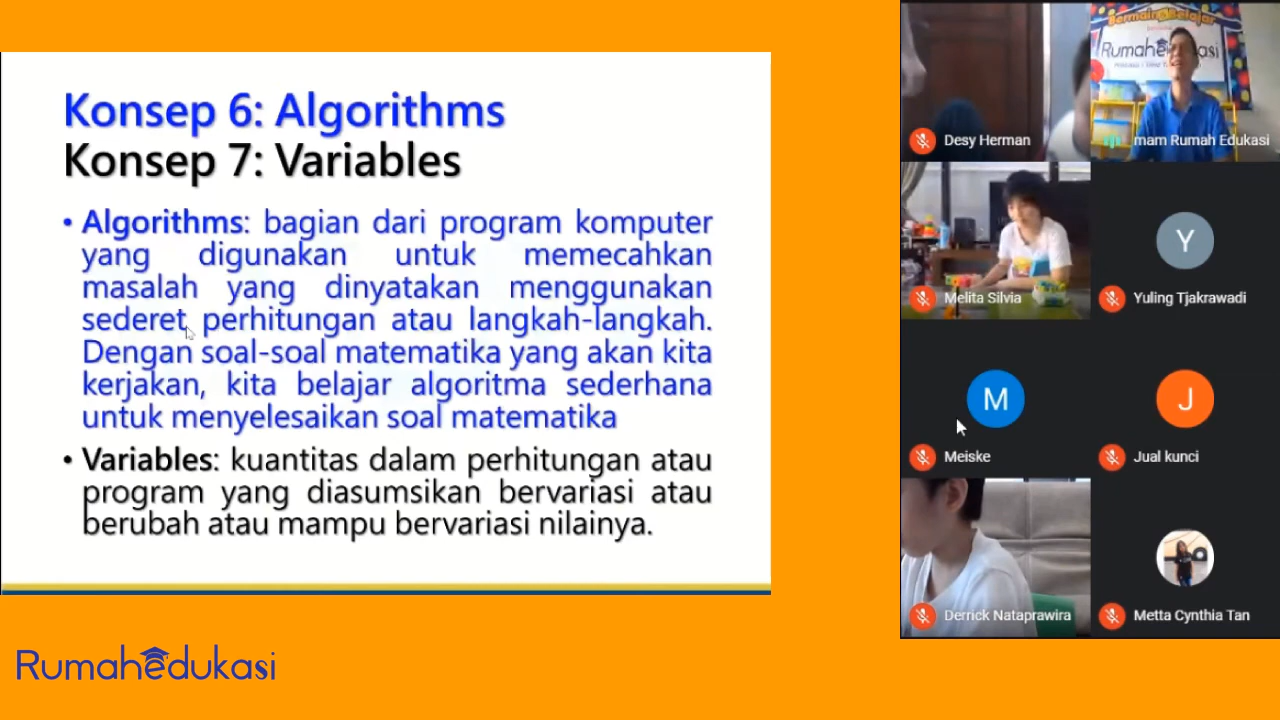 Konsep 6: Algorithms
Konsep 7: Variables
• Algorithms: bagian dari program komputer
yang digunakan untuk memecahkan
masalah yang dinyatakan menggunakan
sederet perhitungan atau langkah-langkah.
Dengan soal-soal matematika yang akan kita
kerjakan, kita belajar algoritma sederhana
untuk menyelesaikan soal matematika
• Variables: kuantitas dalam perhitungan atau
program yang diasumsikan bervariasi atau
berubah atau mampu bervariasi nilainya.
RumahEdukasi
Bermain Belajar
RumahEdukasi
Desy Herman
mam Rumah Edukasi
Melita Silvia
Y
Yuling Tjakrawadi
M
Meiske
J
Jual kunci
Derrick Nataprawira
Metta Cynthia Tan